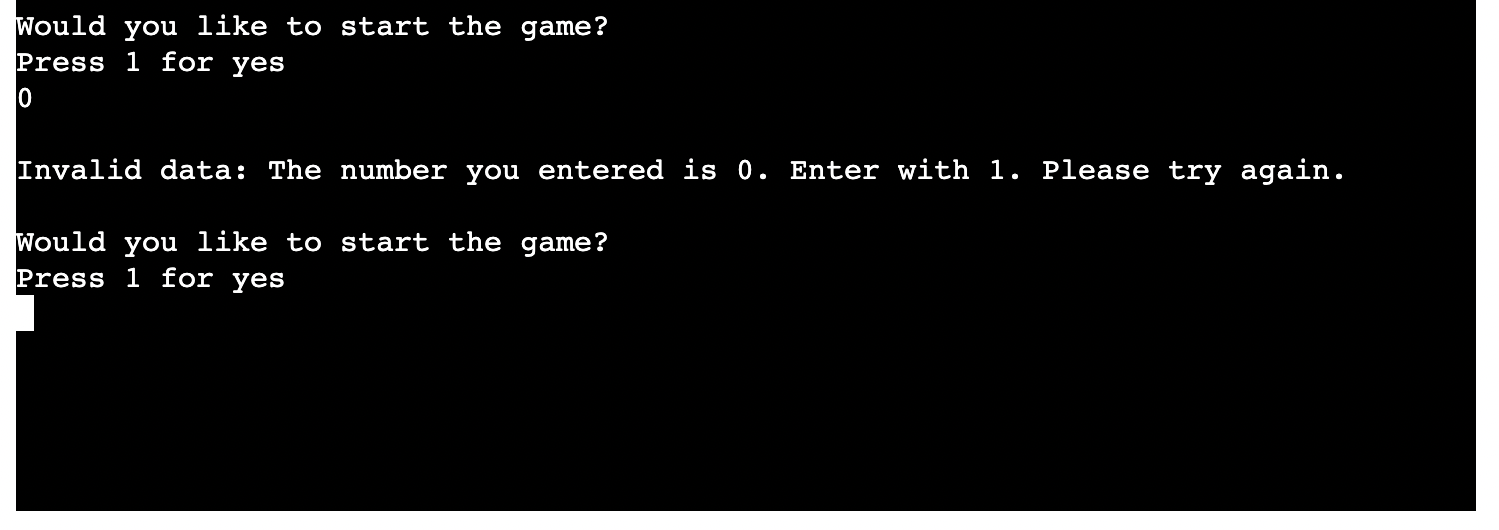 Would you like to start the game?
Press 1 for yes
0
Invalid data: The number you entered is 0. Enter with 1. Please try again.
Would you like to start the game?
Press 1 for yes